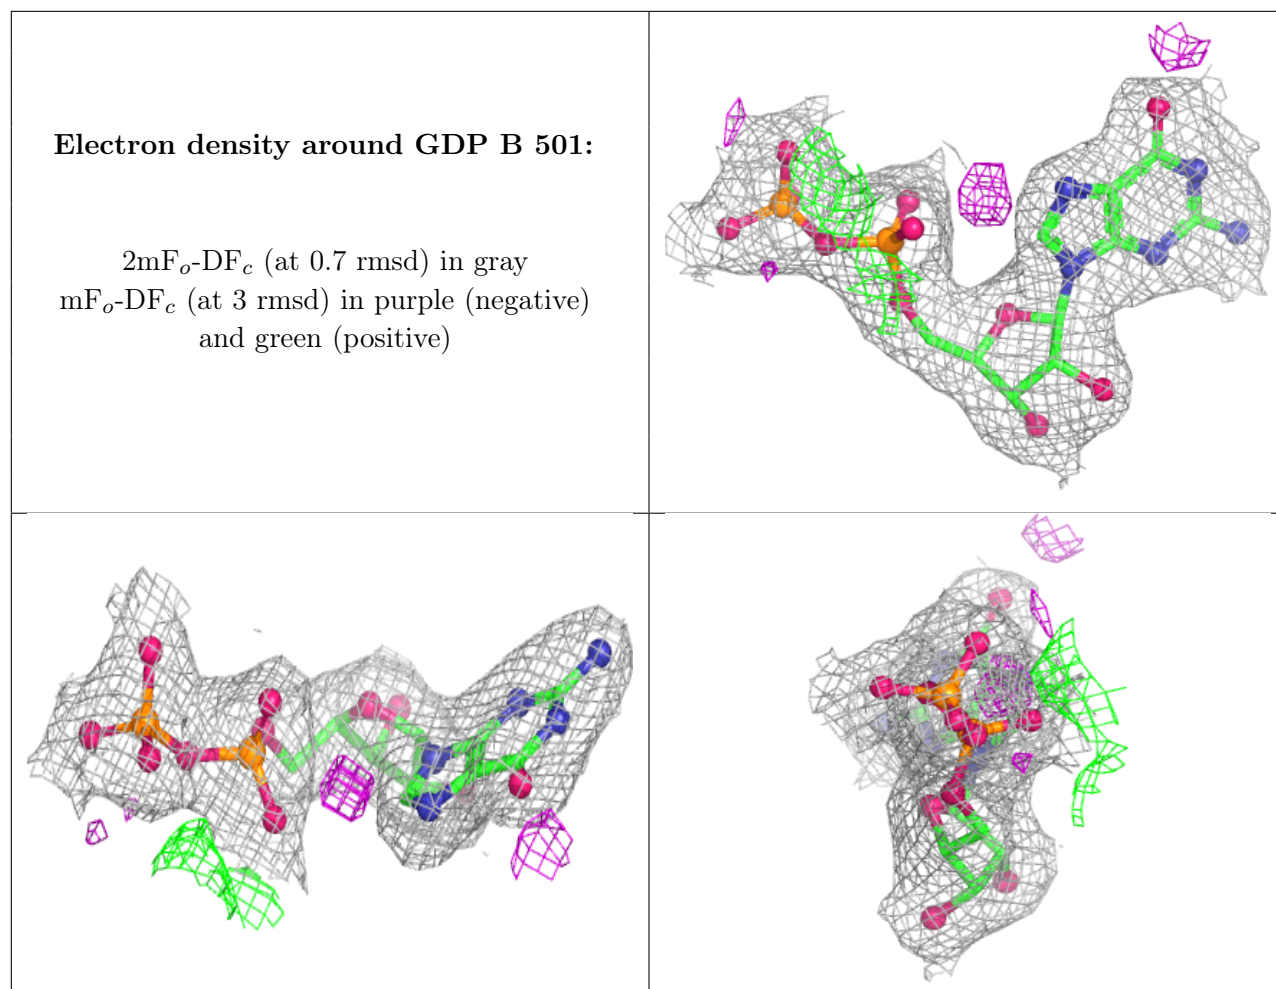 Electron density around GDP B 501:
2mFo-DFc (at 0.7 rmsd) in gray
mFo-DFc (at 3 rmsd) in purple (negative)
and green (positive)